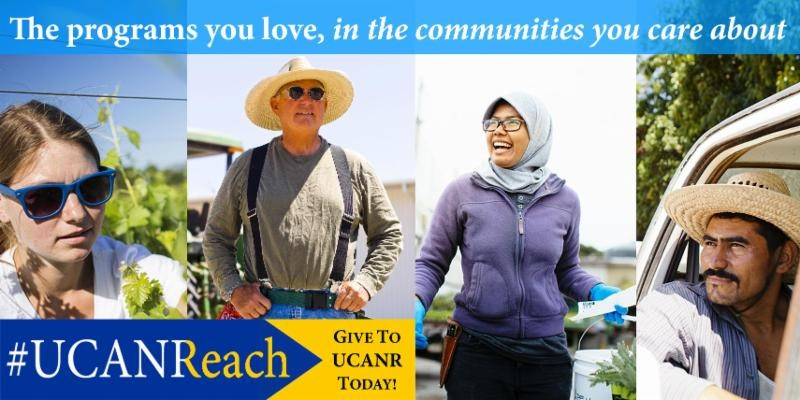 The programs you love, in the communities you care about
#UCANReach
GIVE TO
UCANR
TODAY!